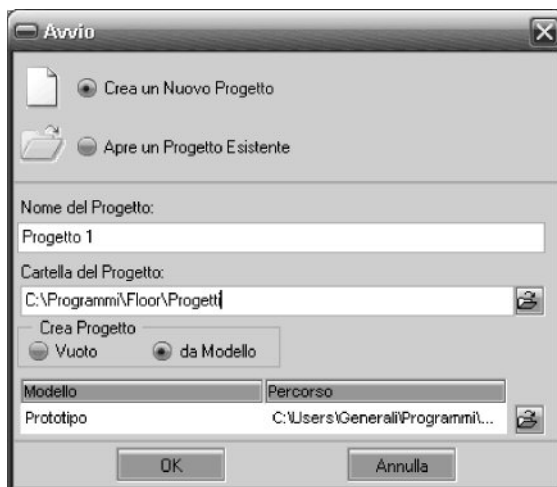 Avvio
Crea un Nuovo Progetto
Apre un Progetto Esistente
Nome del Progetto:
Progetto 1
Cartella del Progetto:
C:\Programmi\Floor\Progetti
Crea Progetto
Vuoto da Modello
Modello Percorso
Prototipo C:\Users\Generali\Programmi\...
OK Annulla